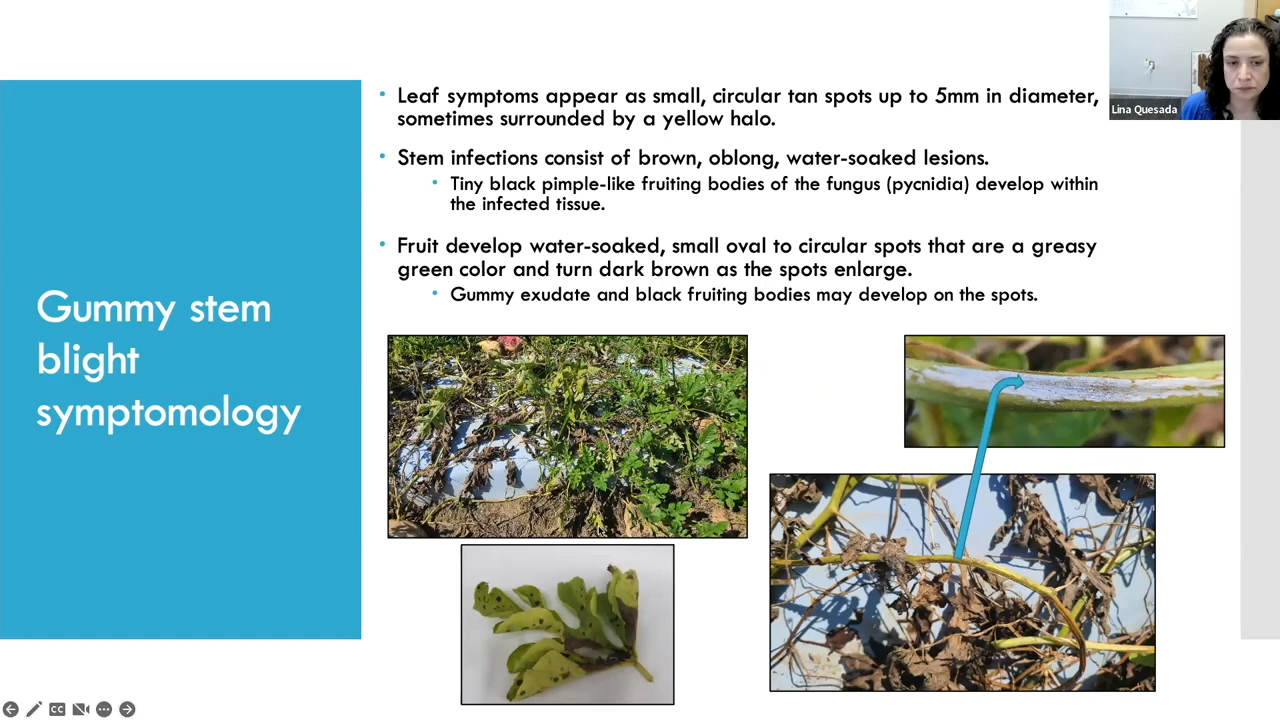 Gummy stem
blight
symptomology
• Leaf symptoms appear as small, circular tan spots up to 5mm in diameter,
sometimes surrounded by a yellow halo.
• Stem infections consist of brown, oblong, water-soaked lesions.
• Tiny black pimple-like fruiting bodies of the fungus (pycnidia) develop within
the infected tissue.
• Fruit develop water-soaked, small oval to circular spots that are a greasy
green color and turn dark brown as the spots enlarge.
• Gummy exudate and black fruiting bodies may develop on the spots.
Lina Quesada
CC